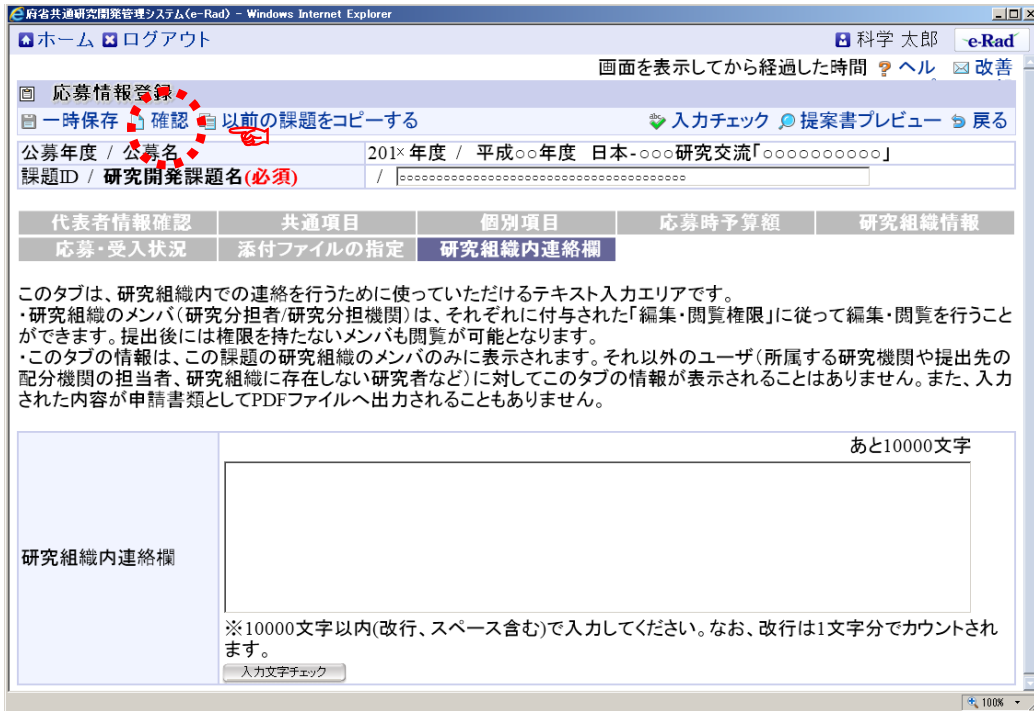 府省共通研究開発管理システム(e-Rad) - Windows Internet Explorer
ホーム ログアウト 科学 太郎 e-Rad
画面を表示してから経過した時間 ヘル 改善
応募情報登録
一時保存 確認 以前の課題をコピーする 入力チェック 提案書プレビュー 戻る
公募年度 / 公募名 201×年度 / 平成○○年度 日本-○○○研究交流「○○○○○○○○○○」
課題ID / 研究開発課題名(必須) /
代表者情報確認 共通項目 個別項目 応募時予算額 研究組織情報
応募・受入状況 添付ファイルの指定 研究組織内連絡欄
このタブは、研究組織内での連絡を行うために使っていただけるテキスト入力エリアです。
・研究組織のメンバ(研究分担者/研究分担機関)は、それぞれに付与された「編集・閲覧権限」に従って編集・閲覧を行うこと
ができます。提出後には権限を持たないメンバも閲覧が可能となります。
・このタブの情報は、この課題の研究組織のメンバのみに表示されます。それ以外のユーザ(所属する研究機関や提出先の
配分機関の担当者、研究組織に存在しない研究者など)に対してこのタブの情報が表示されることはありません。また、入力
された内容が申請書類としてPDFファイルへ出力されることもありません。
あと10000文字
研究組織内連絡欄
※10000文字以内(改行、スペース含む)で入力してください。なお、改行は1文字分でカウントされ
ます。
入力文字チェック
100%